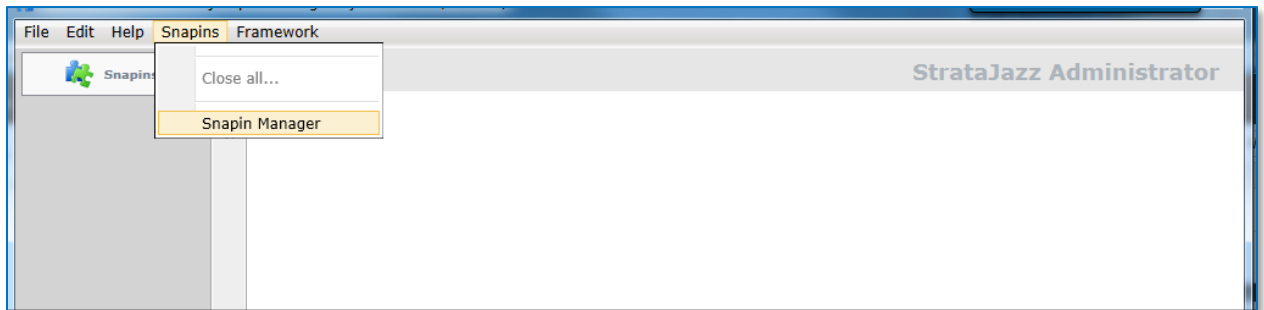 File Edit Help Snapins Framework
Snapins
StrataJazz Administrator
Close all...
Snapin Manager